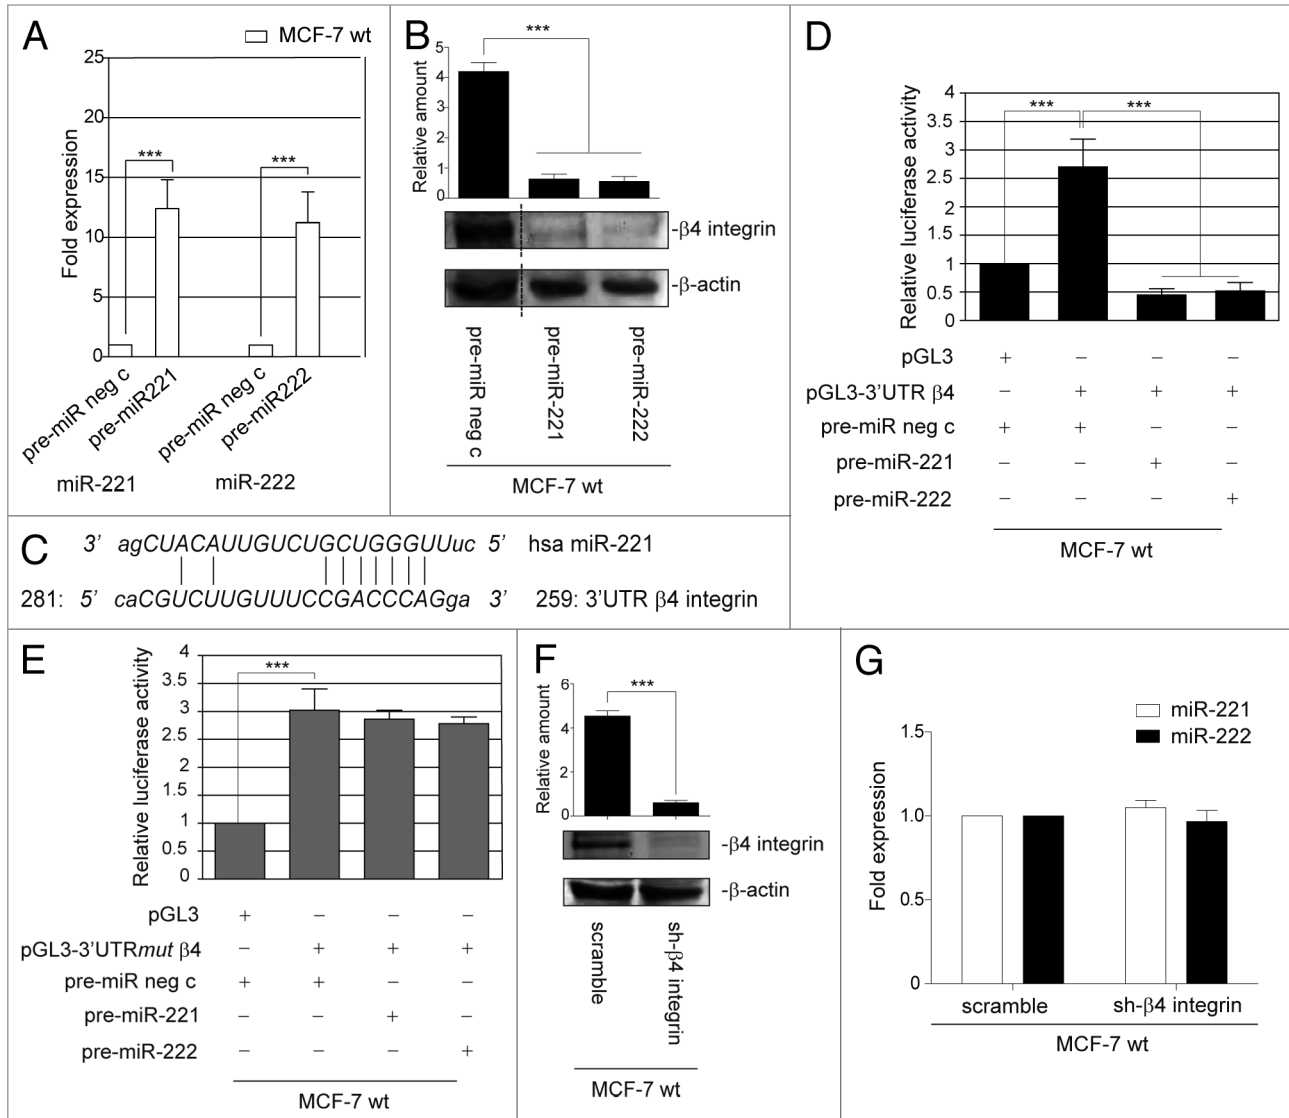 A
MCF-7 wt
25
20
15
10
5
0
Fold expression
***
***
pre-miR neg c
pre-miR221
pre-miR neg c
pre-miR222
miR-221
miR-222
B
5
4
3
2
1
0
Relative amount
***
-β4 integrin
-β-actin
pre-miR neg c
pre-miR-221
pre-miR-222
MCF-7 wt
C
3’ agCUACAUUGUCUGCUGGGUUuc 5’ hsa miR-221
281: 5’ caCGUCUUGUUUCCGACCCAGga 3’ 259: 3’UTR β4 integrin
D
4
3.5
3
2.5
2
1.5
1
0.5
0
Relative luciferase activity
***
***
pGL3 + – – –
pGL3-3’UTR β4 – + + +
pre-miR neg c + + – –
pre-miR-221 – – + –
pre-miR-222 – – – +
MCF-7 wt
E
4
3.5
3
2.5
2
1.5
1
0.5
0
Relative luciferase activity
***
pGL3 + – – –
pGL3-3’UTRmut β4 – + + +
pre-miR neg c + + – –
pre-miR-221 – – + –
pre-miR-222 – – – +
MCF-7 wt
F
6
4
2
0
Relative amount
***
-β4 integrin
-β-actin
scramble
sh-β4 integrin
MCF-7 wt
G
miR-221
miR-222
1.5
1.0
0.5
0
Fold expression
scramble
sh-β4 integrin
MCF-7 wt